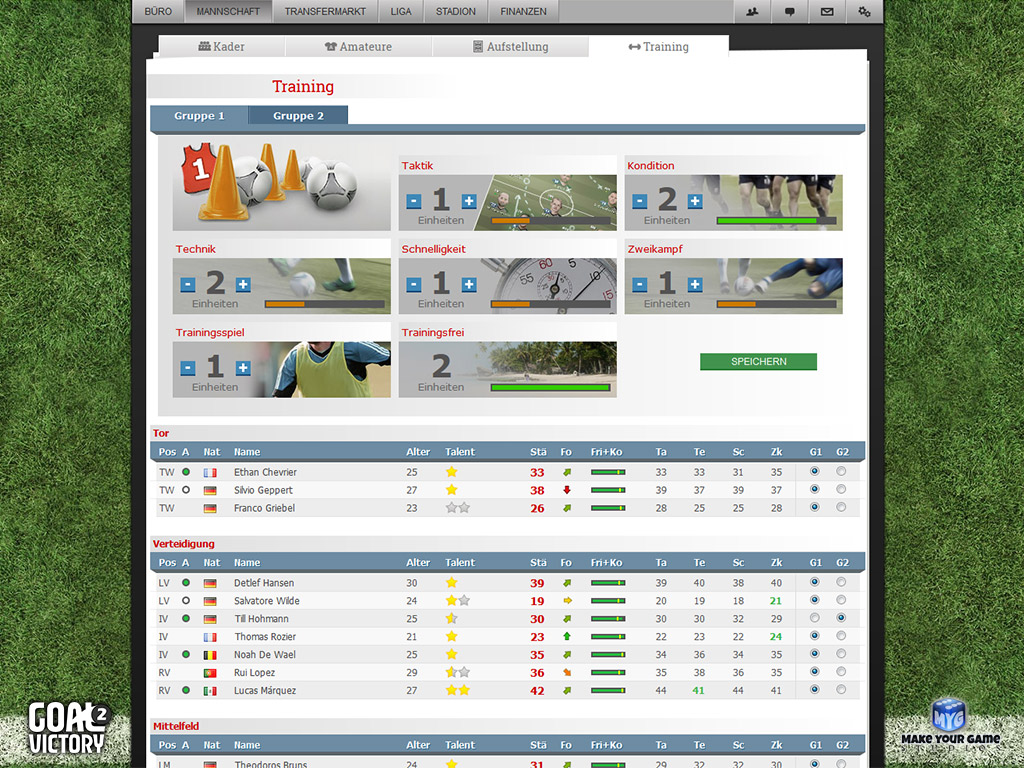 BÜRO MANNSCHAFT TRANSFERMARKT LIGA STADION FINANZEN
Kader Amateure Aufstellung Training
Training
Gruppe 1 Gruppe 2
1
Taktik
- 1 +
Einheiten
Kondition
- 2 +
Einheiten
Technik
- 2 +
Einheiten
Schnelligkeit
- 1 +
Einheiten
55 60 5 10 15
Zweikampf
- 1 +
Einheiten
Trainingsspiel
- 1 +
Einheiten
Trainingsfrei
2
Einheiten
SPEICHERN
Tor
Pos A Nat Name Alter Talent Stä Fo Fri+Ko Ta Te Sc Zk G1 G2
TW Ethan Chevrier 25 33 33 33 31 35
TW Silvio Geppert 27 38 39 37 39 37
TW Franco Griebel 23 26 28 25 25 28
Verteidigung
Pos A Nat Name Alter Talent Stä Fo Fri+Ko Ta Te Sc Zk G1 G2
LV Detlef Hansen 30 39 39 40 38 40
LV Salvatore Wilde 24 19 20 19 18 21
IV Till Hohmann 25 30 30 30 32 29
IV Thomas Rozier 21 23 22 23 22 24
IV Noah De Wael 25 35 34 36 34 35
RV Rui Lopez 29 36 35 38 36 35
RV Lucas Márquez 27 42 44 41 44 41
Mittelfeld
Pos A Nat Name Alter Talent Stä Fo Fri+Ko Ta Te Sc Zk G1 G2
LM Theodoros Bruns 24 31 29 32 32 30
GOAL 2
VICTORY
MYG
MAKE YOUR GAME
STUDIOS